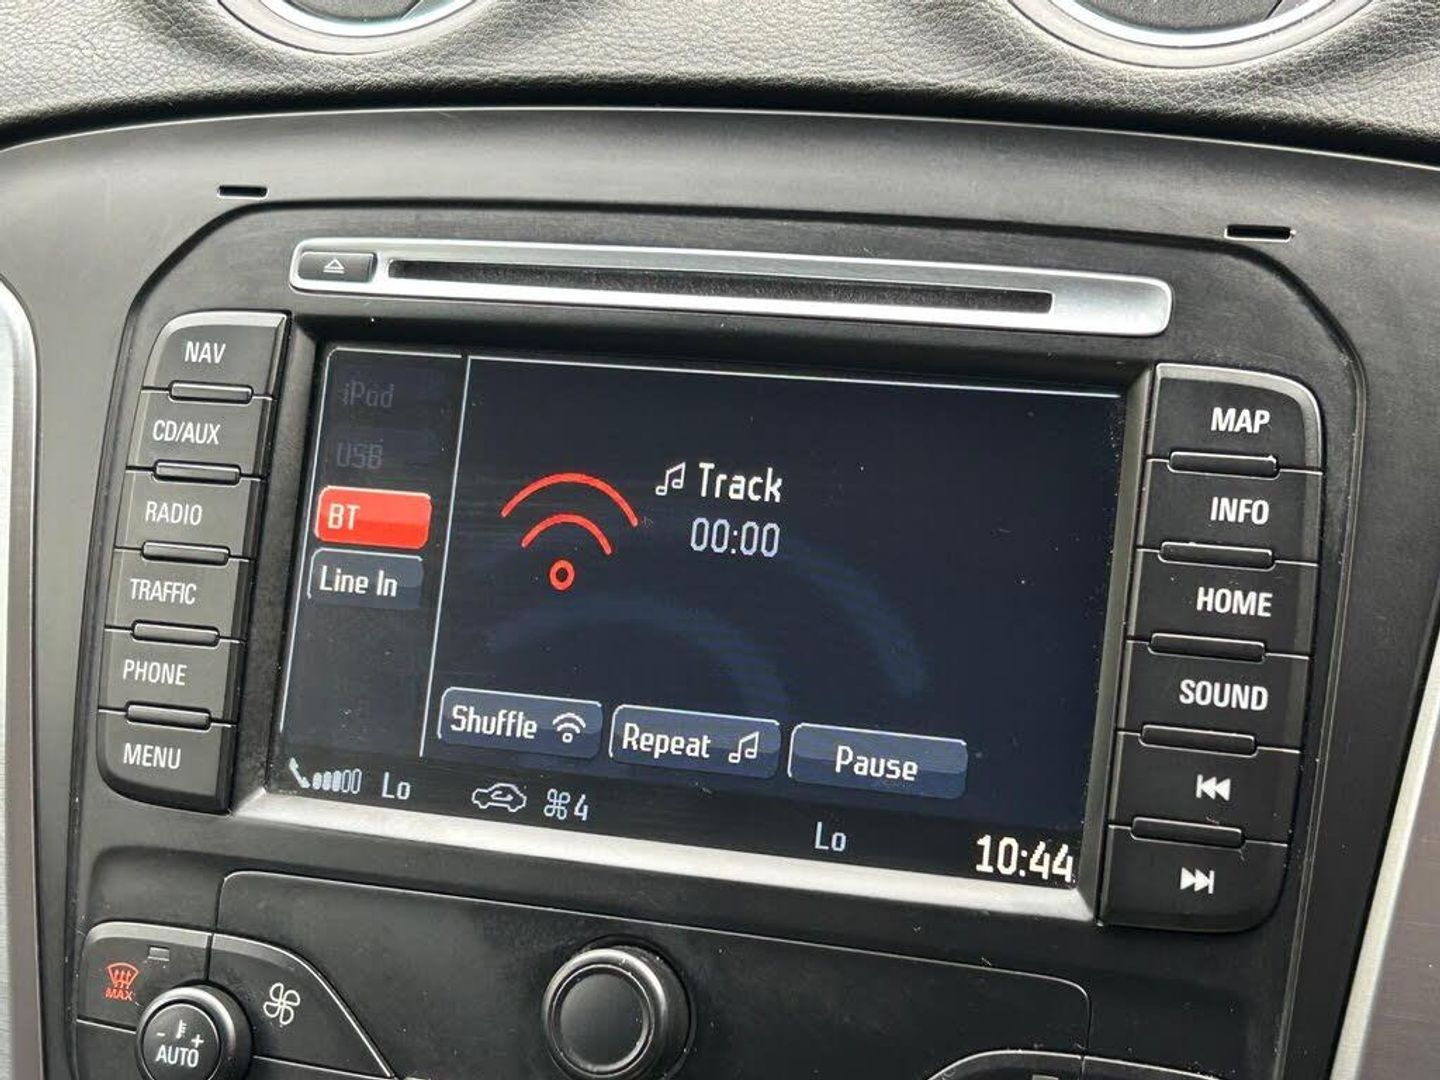 NAV
CD/AUX
RADIO
TRAFFIC
PHONE
MENU
iPod
USB
BT
Line In
Track
00:00
Shuffle
Repeat
Pause
Lo
4
Lo
10:44
MAP
INFO
HOME
SOUND
MAX
- +
AUTO